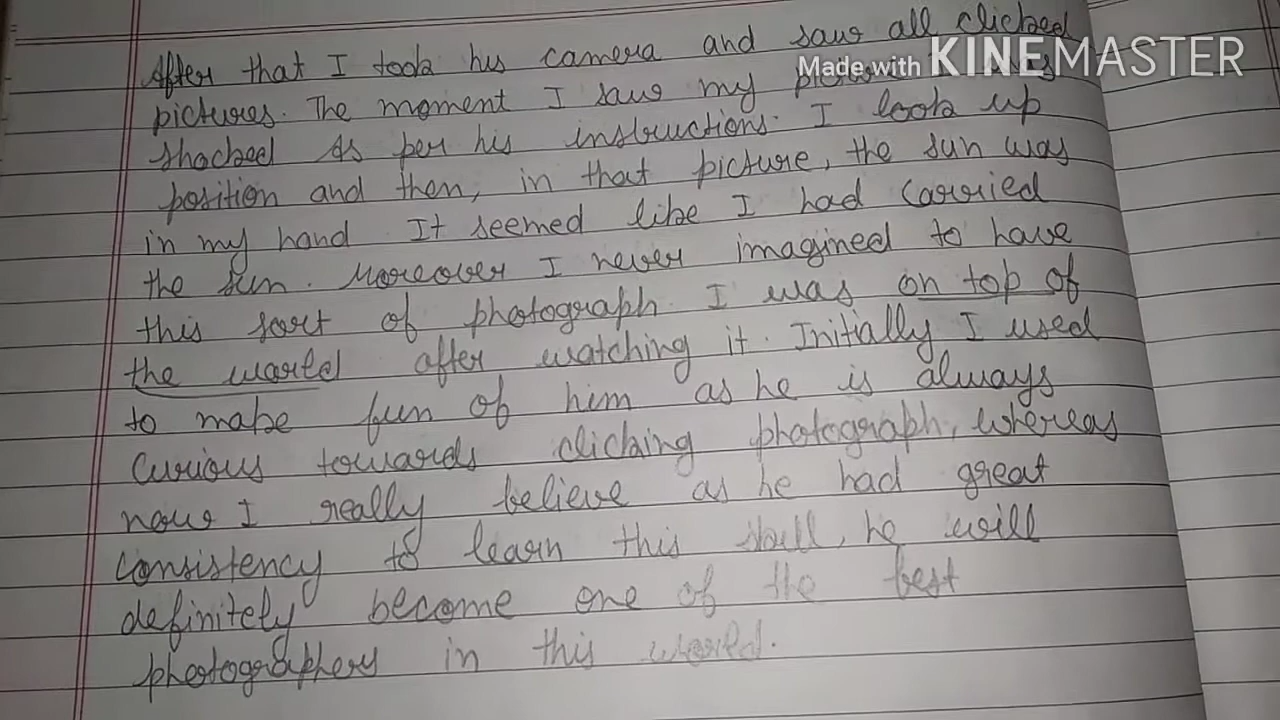 After that I took his camera and saw all clicked
Made with KINEMASTER
pictures. The moment I saw my
shocked As per his instructions. I look up
position and then, in that picture, the sun was
in my hand It seemed like I had carried
the sun. Moreover I never imagined to have
this sort of photograph. I was on top of
the world after watching it. Initially I used
to make fun of him as he is always
curious towards clicking photograph, whereas
now I really believe as he had great
consistency to learn this skill, he will
definitely become one of the best
photographers in this world.